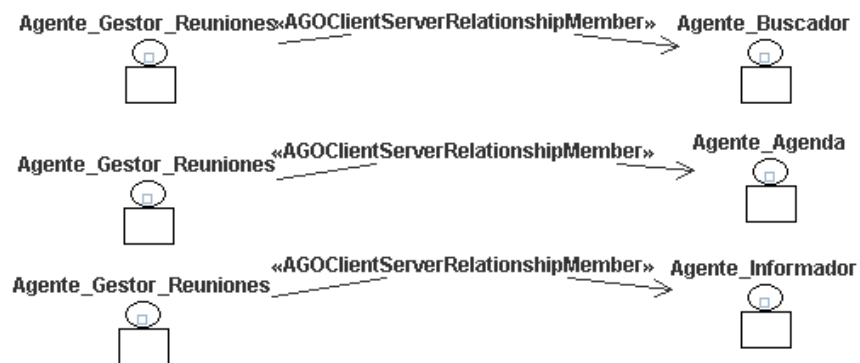 Agente_Gestor_Reuniones «AGOClientServerRelationshipMember» Agente_Buscador
Agente_Gestor_Reuniones «AGOClientServerRelationshipMember» Agente_Agenda
Agente_Gestor_Reuniones «AGOClientServerRelationshipMember» Agente_Informador